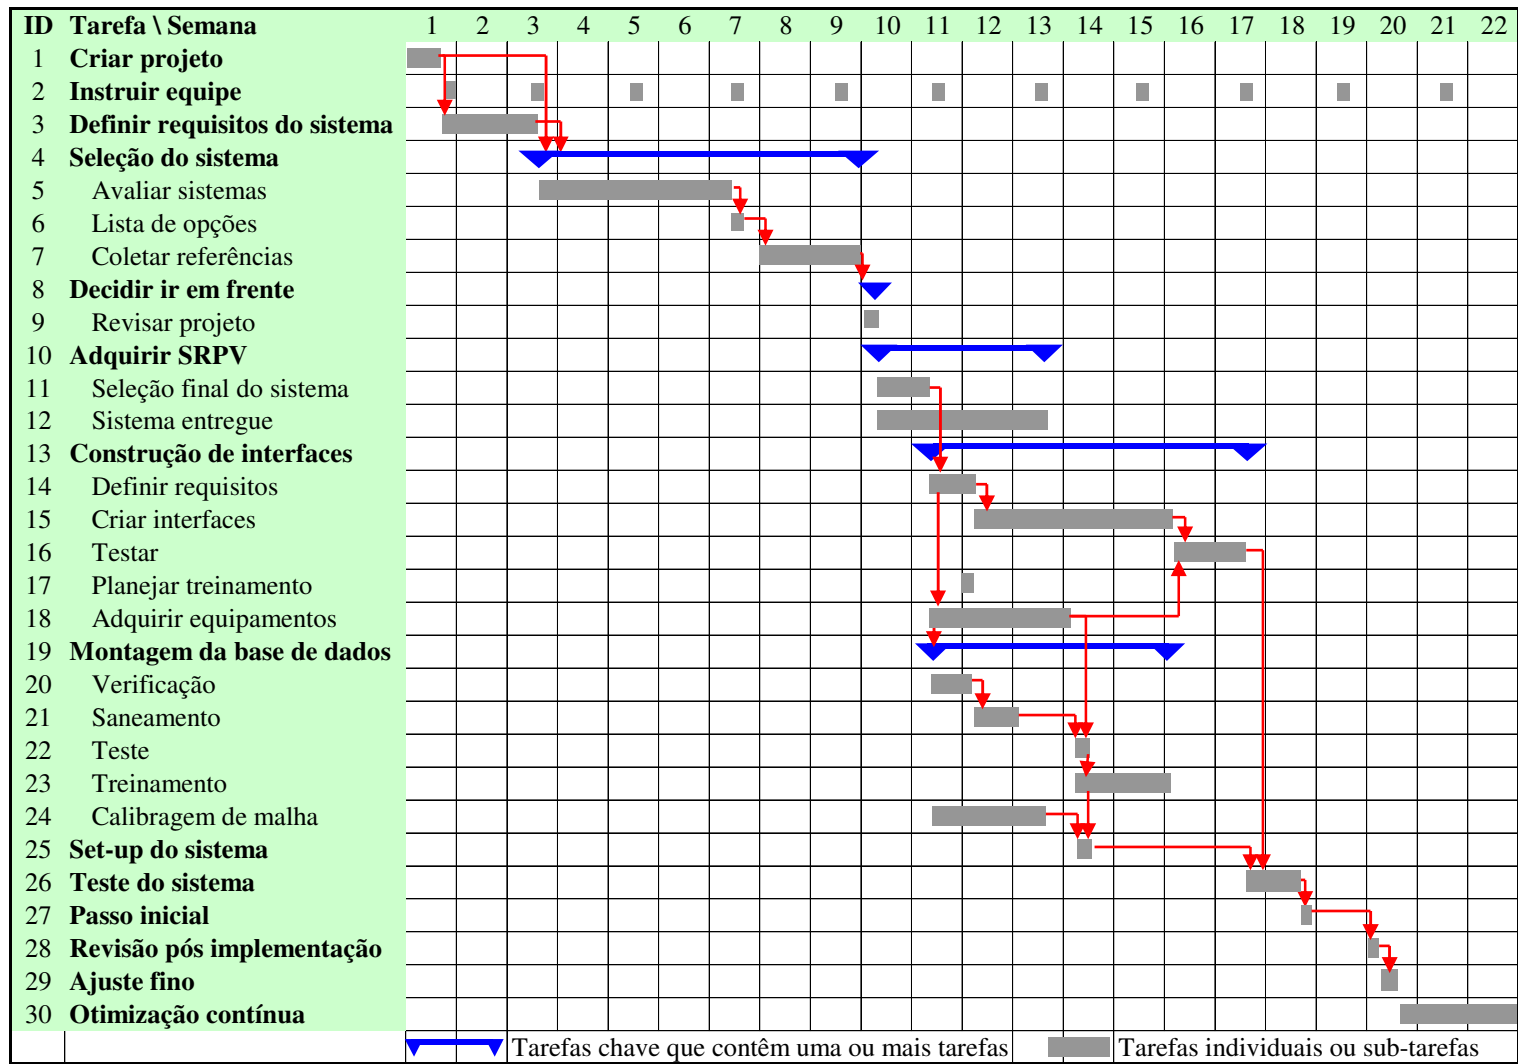 ID Tarefa \ Semana 1 2 3 4 5 6 7 8 9 10 11 12 13 14 15 16 17 18 19 20 21 22
1 Criar projeto
2 Instruir equipe
3 Definir requisitos do sistema
4 Seleção do sistema
5 Avaliar sistemas
6 Lista de opções
7 Coletar referências
8 Decidir ir em frente
9 Revisar projeto
10 Adquirir SRPV
11 Seleção final do sistema
12 Sistema entregue
13 Construção de interfaces
14 Definir requisitos
15 Criar interfaces
16 Testar
17 Planejar treinamento
18 Adquirir equipamentos
19 Montagem da base de dados
20 Verificação
21 Saneamento
22 Teste
23 Treinamento
24 Calibragem de malha
25 Set-up do sistema
26 Teste do sistema
27 Passo inicial
28 Revisão pós implementação
29 Ajuste fino
30 Otimização contínua
Tarefas chave que contêm uma ou mais tarefas Tarefas individuais ou sub-tarefas